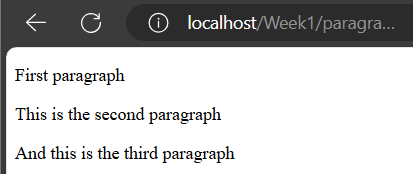 localhost/Week1/paragra...
First paragraph
This is the second paragraph
And this is the third paragraph